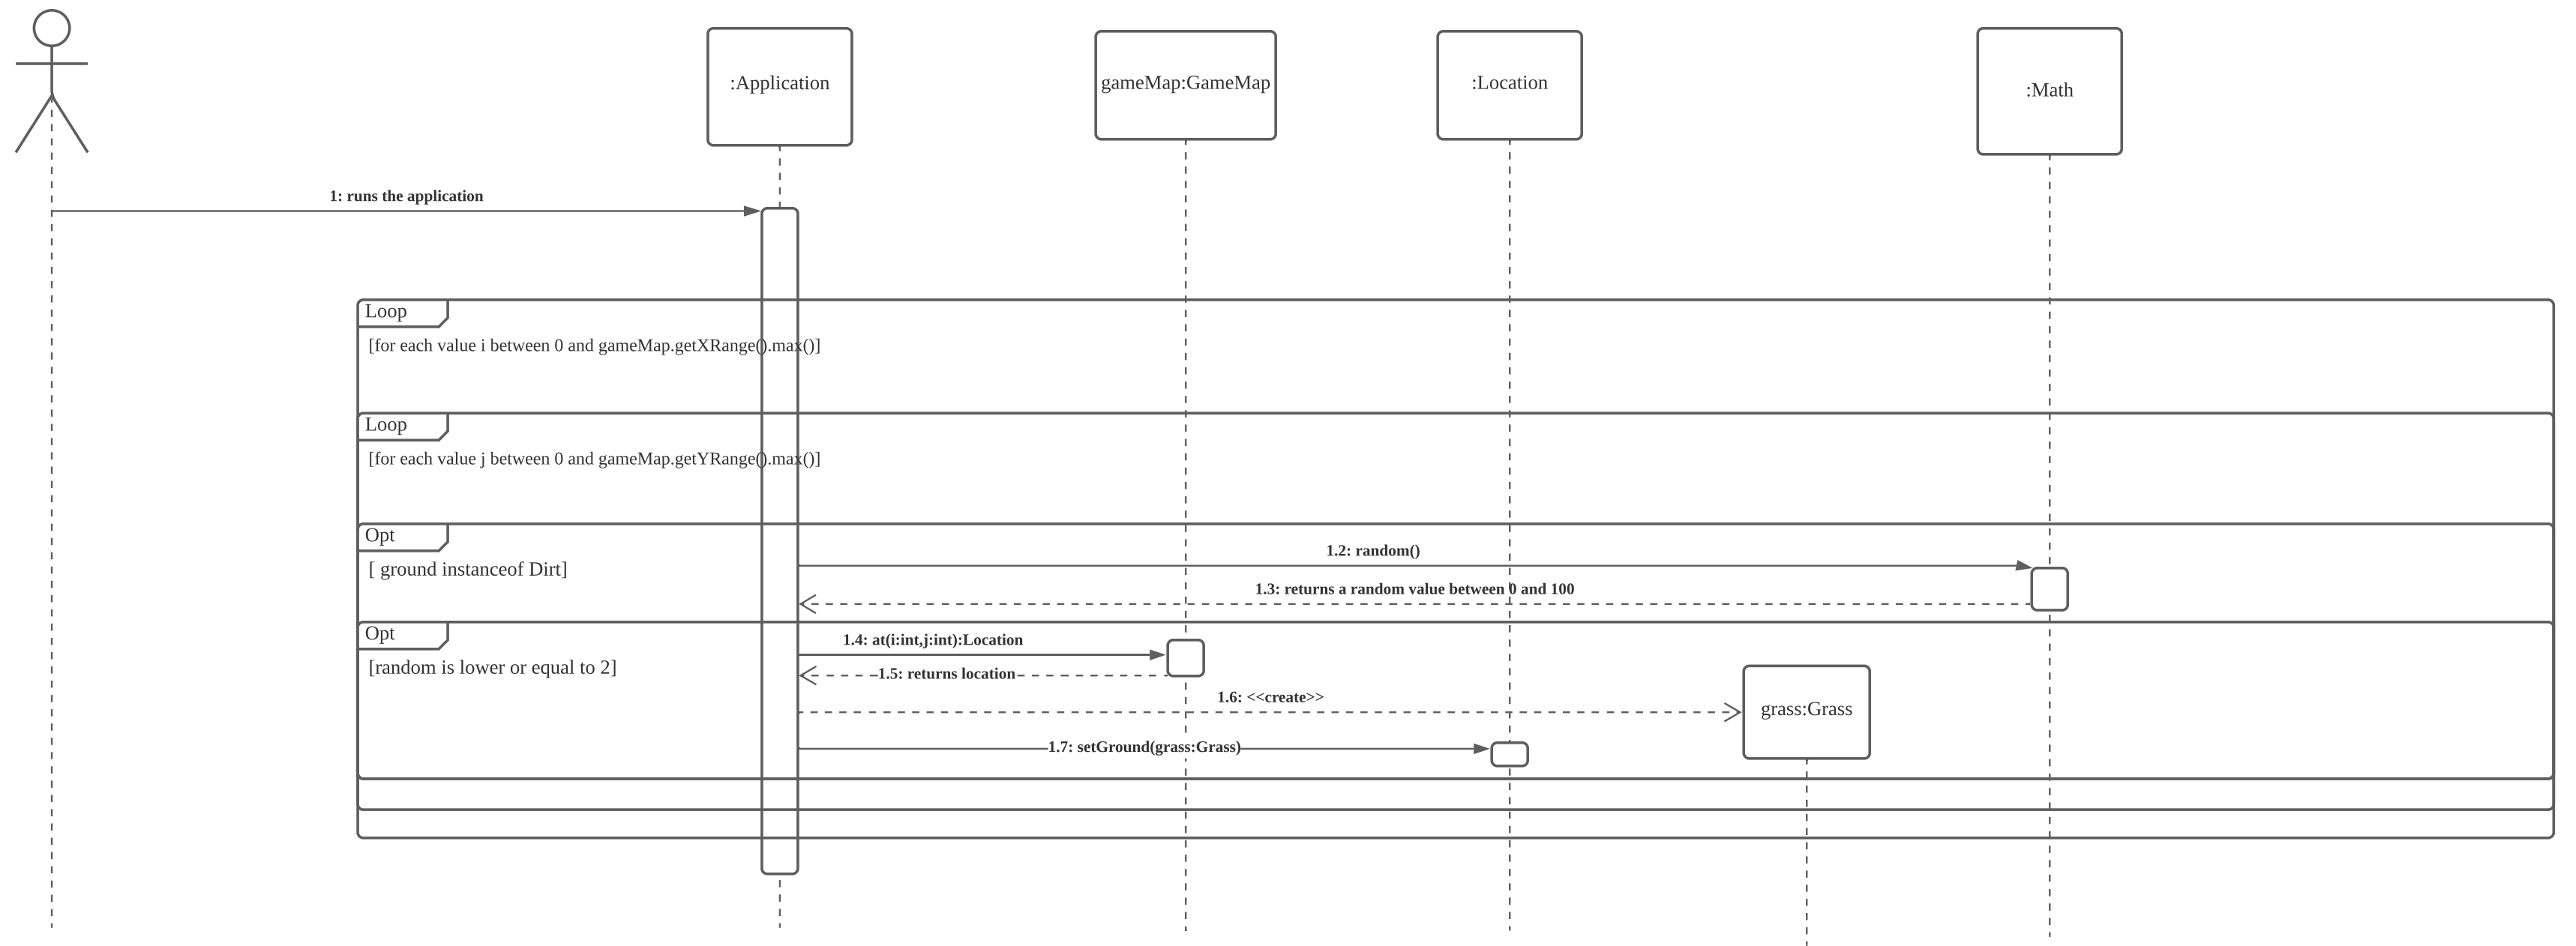 :Application
gameMap:GameMap
:Location
:Math
1: runs the application
Loop
[for each value i between 0 and gameMap.getXRange().max()]
Loop
[for each value j between 0 and gameMap.getYRange().max()]
Opt
[ ground instanceof Dirt]
1.2: random()
1.3: returns a random value between 0 and 100
Opt
[random is lower or equal to 2]
1.4: at(i:int,j:int):Location
1.5: returns location
1.6: <<create>>
grass:Grass
1.7: setGround(grass:Grass)